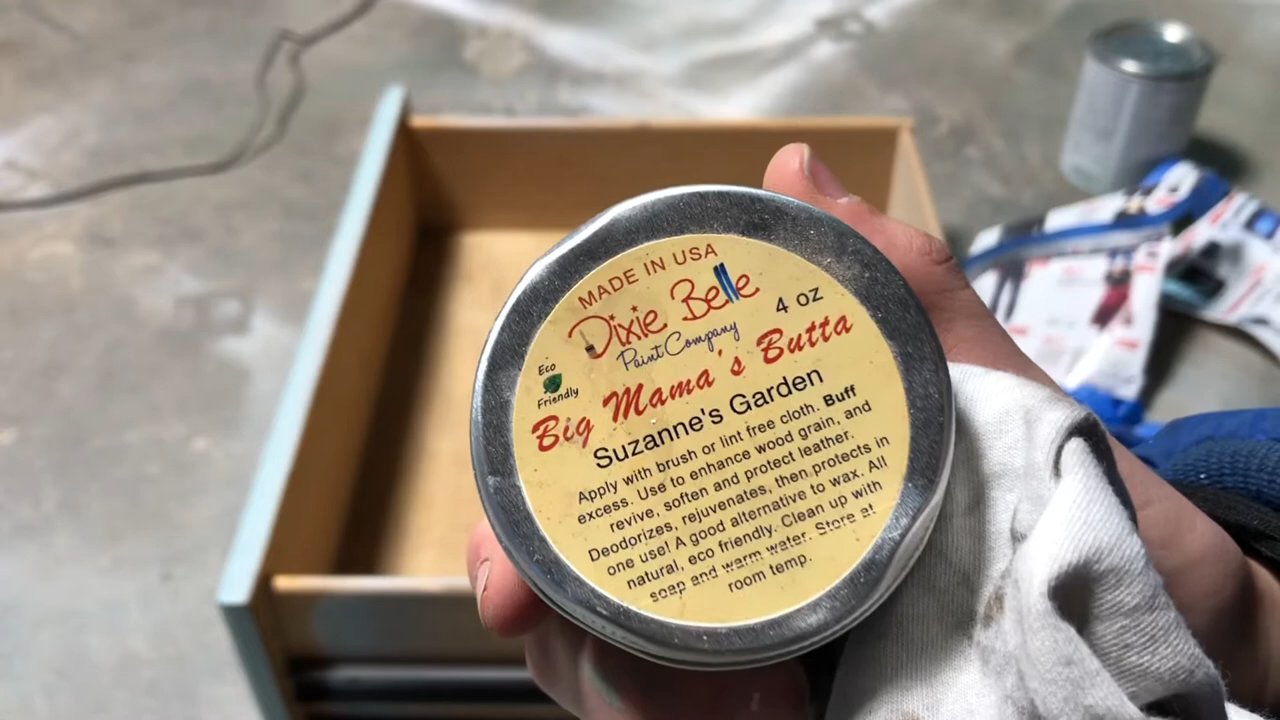 MADE IN USA
Dixie Belle
Paint Company
4 oz
Eco
Friendly
Big Mama's Butta
Suzanne's Garden
Apply with brush or lint free cloth. Buff
excess. Use to enhance wood grain, and
revive, soften and protect leather.
Deodorizes, rejuvenates, then protects in
one use! A good alternative to wax. All
natural, eco friendly. Clean up with
soap and warm water. Store at
room temp.